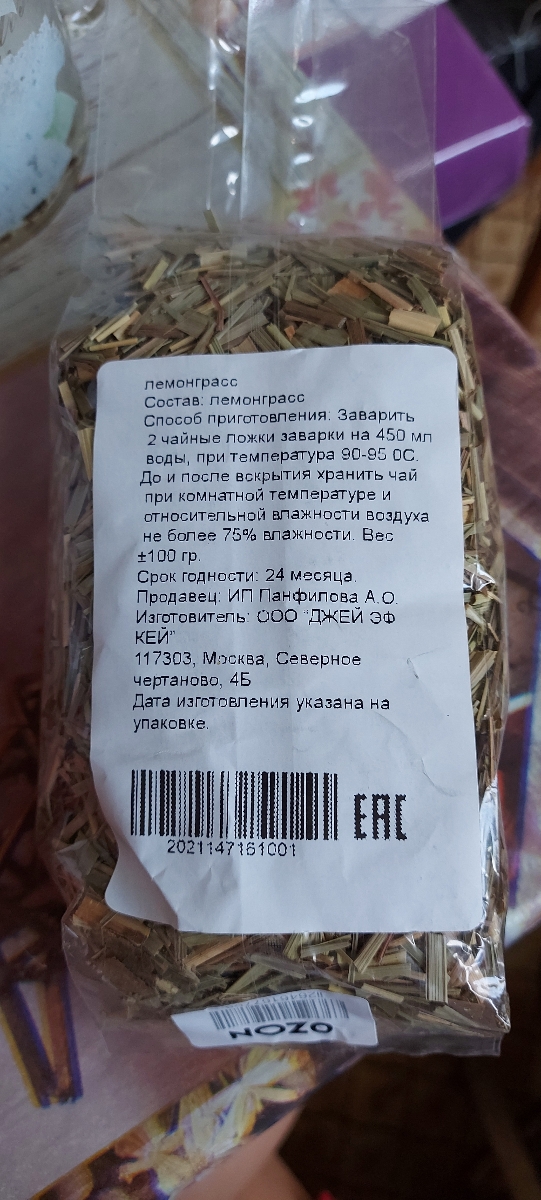 лемонграсс
Состав: лемонграсс
Способ приготовления: Заварить
2 чайные ложки заварки на 450 мл
воды, при температура 90-95 0С.
До и после вскрытия хранить чай
при комнатной температуре и
относительной влажности воздуха
не более 75% влажности. Вес
±100 гр.
Срок годности: 24 месяца.
Продавец: ИП Панфилова А.О.
Изготовитель: ООО "ДЖЕЙ ЭФ
КЕЙ"
117303, Москва, Северное
чертаново, 4Б
Дата изготовления указана на
упаковке.
EAC
2021147161001
OZON